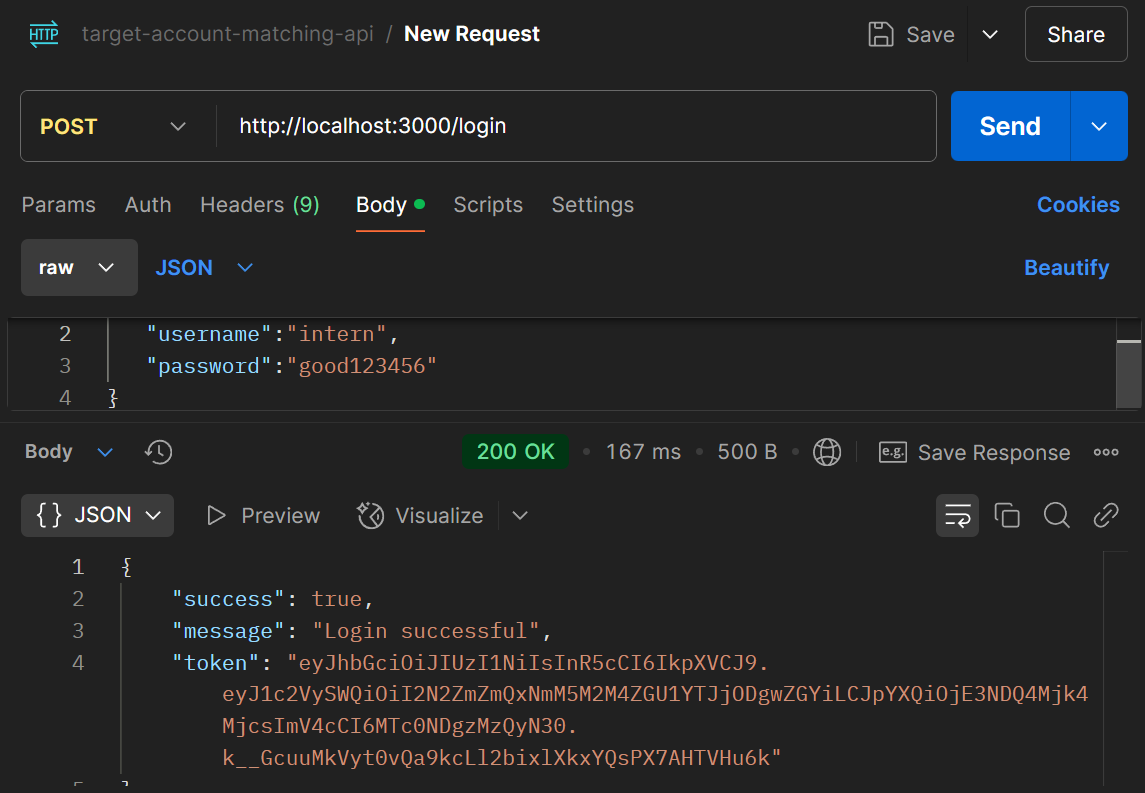 HTTP target-account-matching-api / New Request Save Share
POST http://localhost:3000/login Send
Params Auth Headers (9) Body Scripts Settings Cookies
raw JSON Beautify
2 "username":"intern",
3 "password":"good123456"
4 }
Body 200 OK • 167 ms • 500 B • e.g. Save Response
{} JSON Preview Visualize
1 {
2 "success": true,
3 "message": "Login successful",
4 "token": "eyJhbGciOiJIUzI1NiIsInR5cCI6IkpXVCJ9.
eyJ1c2VySWQiOiI2N2ZmZmQxNmM5M2M4ZGU1YTJjODgwZGYiLCJpYXQiOjE3NDQ4Mjk4
MjcsImV4cCI6MTc0NDgzMzQyN30.
k__GcuuMkVyt0vQa9kcLl2bixlXkxYQsPX7AHTVHu6k"